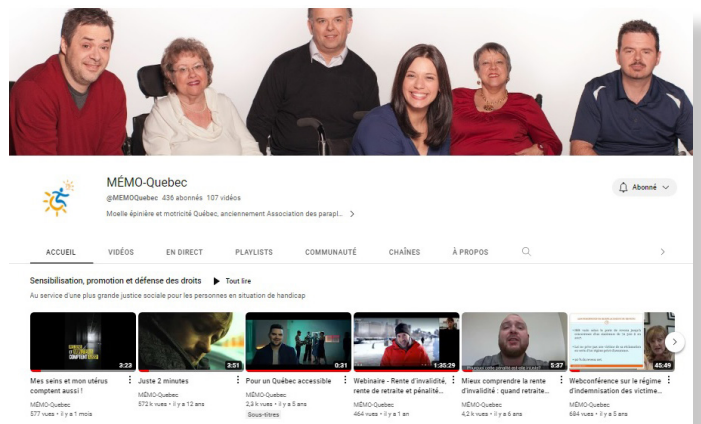 MÉMO-Quebec
@MEMOQuebec 436 abonnés 107 vidéos
Moelle épinière et motricité Québec, anciennement Association des parapl...
Abonné
ACCUEIL VIDÉOS EN DIRECT PLAYLISTS COMMUNAUTÉ CHAÎNES À PROPOS
Sensibilisation, promotion et défense des droits Tout lire
Au service d'une plus grande justice sociale pour les personnes en situation de handicap
COMPTENT AUSSI
3:23
3:51
0:31
1:35:29
5:37
45:49
Mes seins et mon utérus
comptent aussi !
MÉMO-Quebec
577 vues • il y a 1 mois
Juste 2 minutes
MÉMO-Quebec
572 k vues • il y a 12 ans
Pour un Québec accessible
MÉMO-Quebec
2,3 k vues • il y a 5 ans
Sous-titres
Webinaire - Rente d'invalidité,
rente de retraite et pénalité...
MÉMO-Quebec
464 vues • il y a 1 an
Mieux comprendre la rente
d'invalidité : quand retraite...
MÉMO-Quebec
4,2 k vues • il y a 6 ans
Webconférence sur le régime
d'indemnisation des victime...
MÉMO-Quebec
684 vues • il y a 5 ans